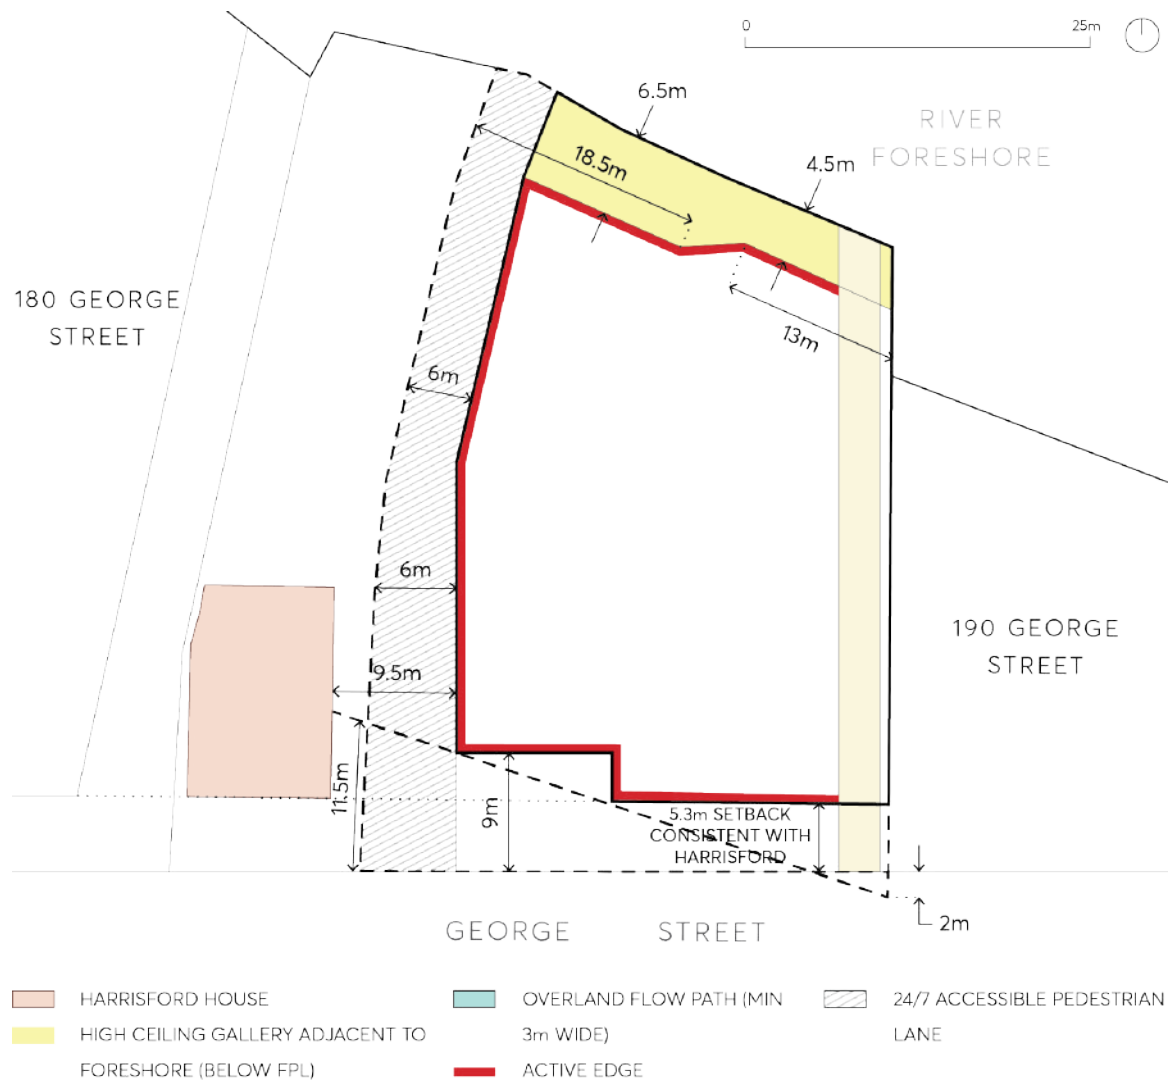 0
25m
6.5m
RIVER
FORESHORE
18.5m
4.5m
180 GEORGE
STREET
13m
6m
6m
190 GEORGE
STREET
9.5m
11.5m
9m
5.3m SETBACK
CONSISTENT WITH
HARRISFORD
2m
GEORGE STREET
HARRISFORD HOUSE
HIGH CEILING GALLERY ADJACENT TO
FORESHORE (BELOW FPL)
OVERLAND FLOW PATH (MIN
3m WIDE)
ACTIVE EDGE
24/7 ACCESSIBLE PEDESTRIAN
LANE